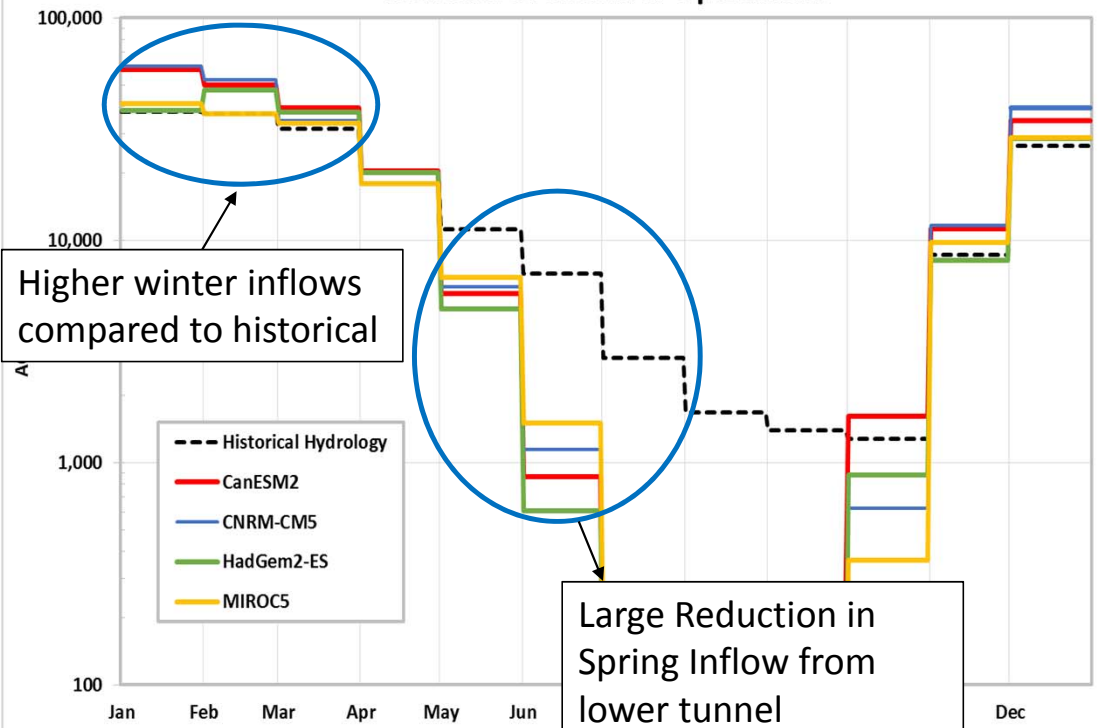 100,000
10,000
Higher winter inflows
compared to historical
Historical Hydrology
1,000
CanESM2
CNRM-CM5
HadGem2-ES
MIROC5
Large Reduction in
Spring Inflow from
lower tunnel
100
Jan Feb Mar Apr May Jun Dec